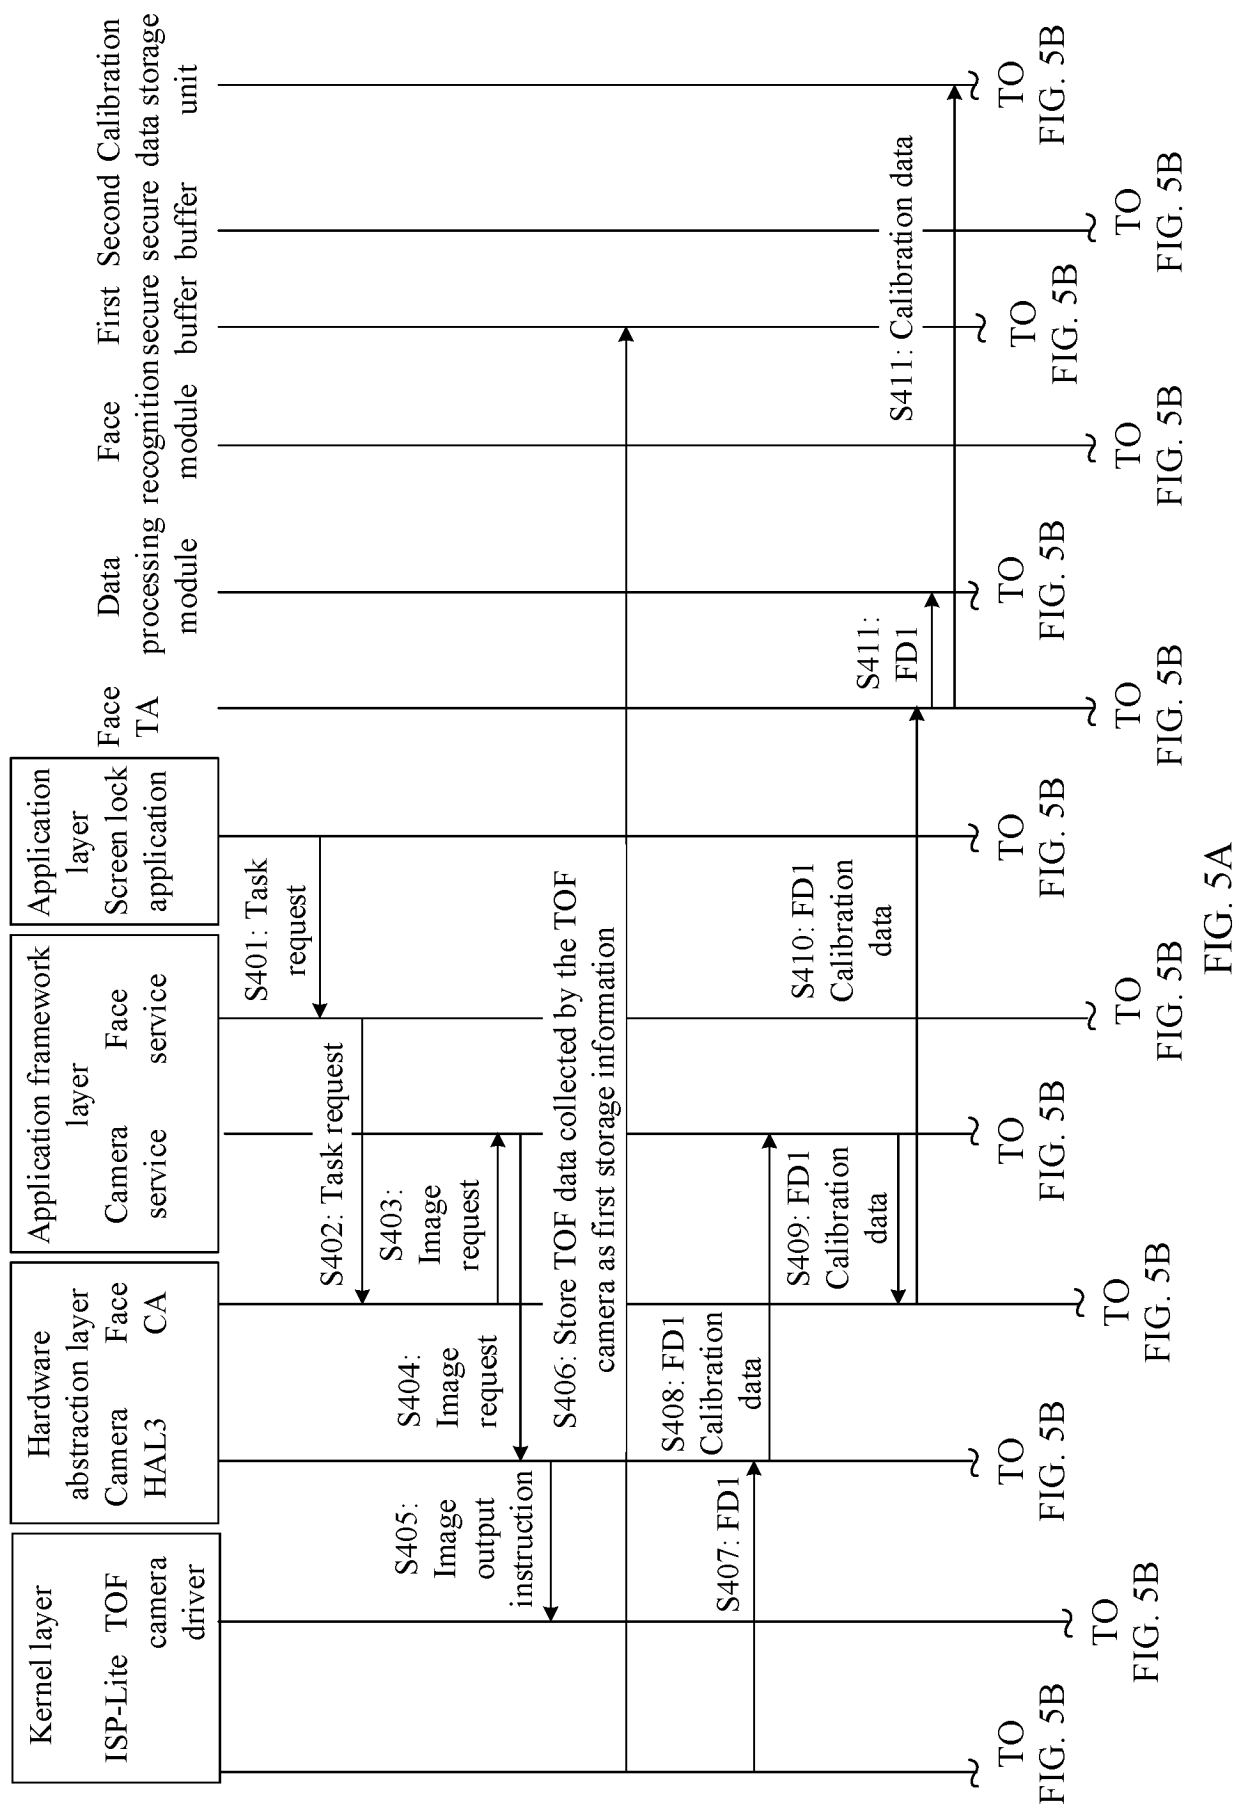 Kernel layer
ISP-Lite
TOF
camera
driver
Hardware
abstraction layer
Camera
HAL3
Face
CA
Application framework
layer
Camera
service
Face
service
Application
layer
Screen lock
application
Face
TA
Data
processing
module
Face
recognition
module
First
secure
buffer
Second
secure
buffer
Calibration
data storage
unit
S401: Task
request
S402: Task request
S403:
Image
request
S404:
Image
request
S405:
Image
output
instruction
S406: Store TOF data collected by the TOF
camera as first storage information
S407: FD1
S408: FD1
Calibration
data
S409: FD1
Calibration
data
S410: FD1
Calibration
data
S411:
FD1
S411: Calibration data
TO
FIG. 5B
TO
FIG. 5B
TO
FIG. 5B
TO
FIG. 5B
TO
FIG. 5B
TO
FIG. 5B
TO
FIG. 5B
TO
FIG. 5B
TO
FIG. 5B
TO
FIG. 5B
TO
FIG. 5B
TO
FIG. 5B
TO
FIG. 5B
FIG. 5A